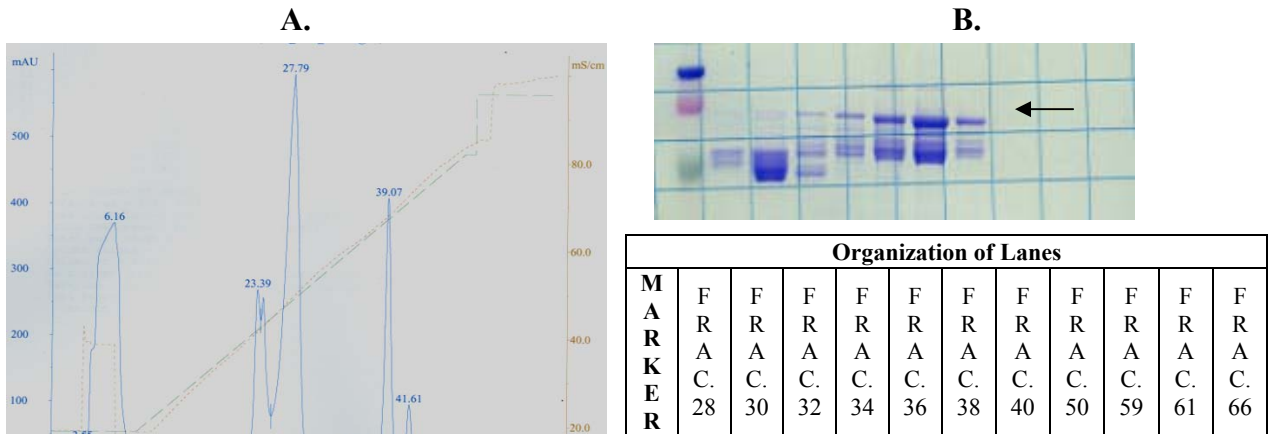 A.
B.
mAU
mS/cm
27.79
500
400
300
200
100
6.16
23.39
39.07
41.61
80.0
60.0
40.0
20.0
Organization of Lanes
MARKER
FRAC. 28
FRAC. 30
FRAC. 32
FRAC. 34
FRAC. 36
FRAC. 38
FRAC. 40
FRAC. 50
FRAC. 59
FRAC. 61
FRAC. 66